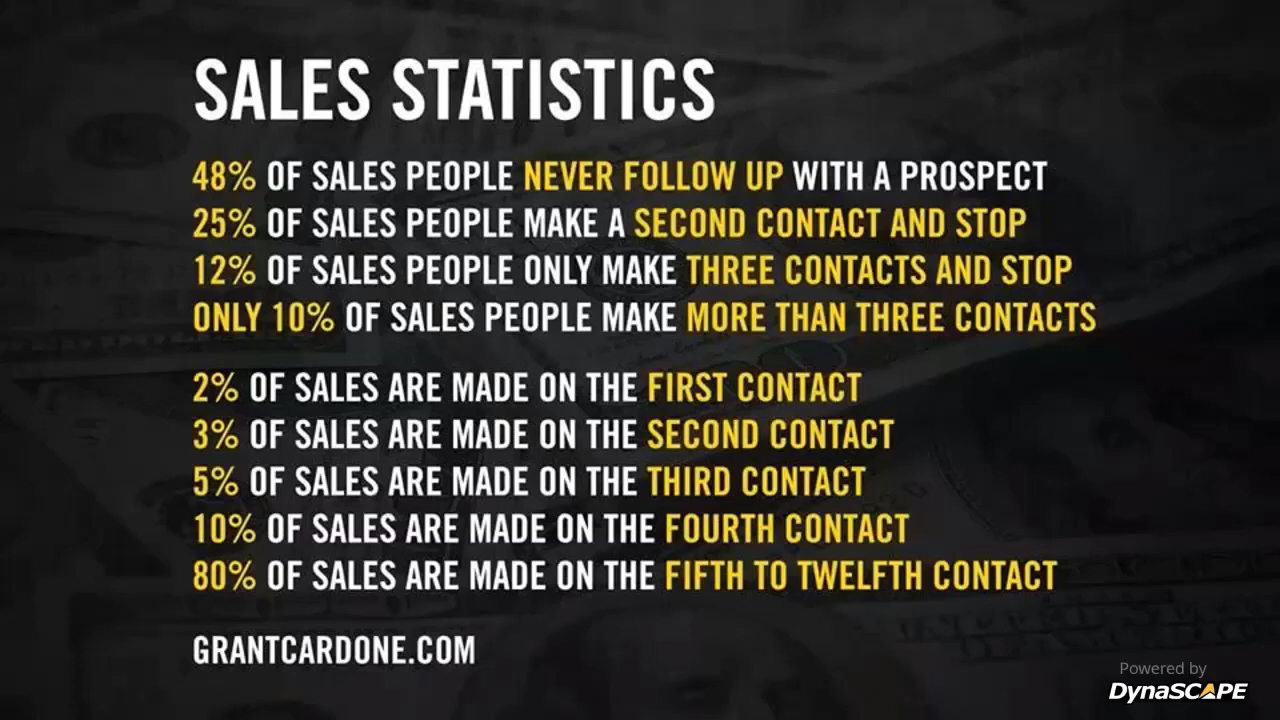 SALES STATISTICS
48% OF SALES PEOPLE NEVER FOLLOW UP WITH A PROSPECT
25% OF SALES PEOPLE MAKE A SECOND CONTACT AND STOP
12% OF SALES PEOPLE ONLY MAKE THREE CONTACTS AND STOP
ONLY 10% OF SALES PEOPLE MAKE MORE THAN THREE CONTACTS
2% OF SALES ARE MADE ON THE FIRST CONTACT
3% OF SALES ARE MADE ON THE SECOND CONTACT
5% OF SALES ARE MADE ON THE THIRD CONTACT
10% OF SALES ARE MADE ON THE FOURTH CONTACT
80% OF SALES ARE MADE ON THE FIFTH TO TWELFTH CONTACT
GRANTCARDONE.COM
Powered by
DynaSCAPE